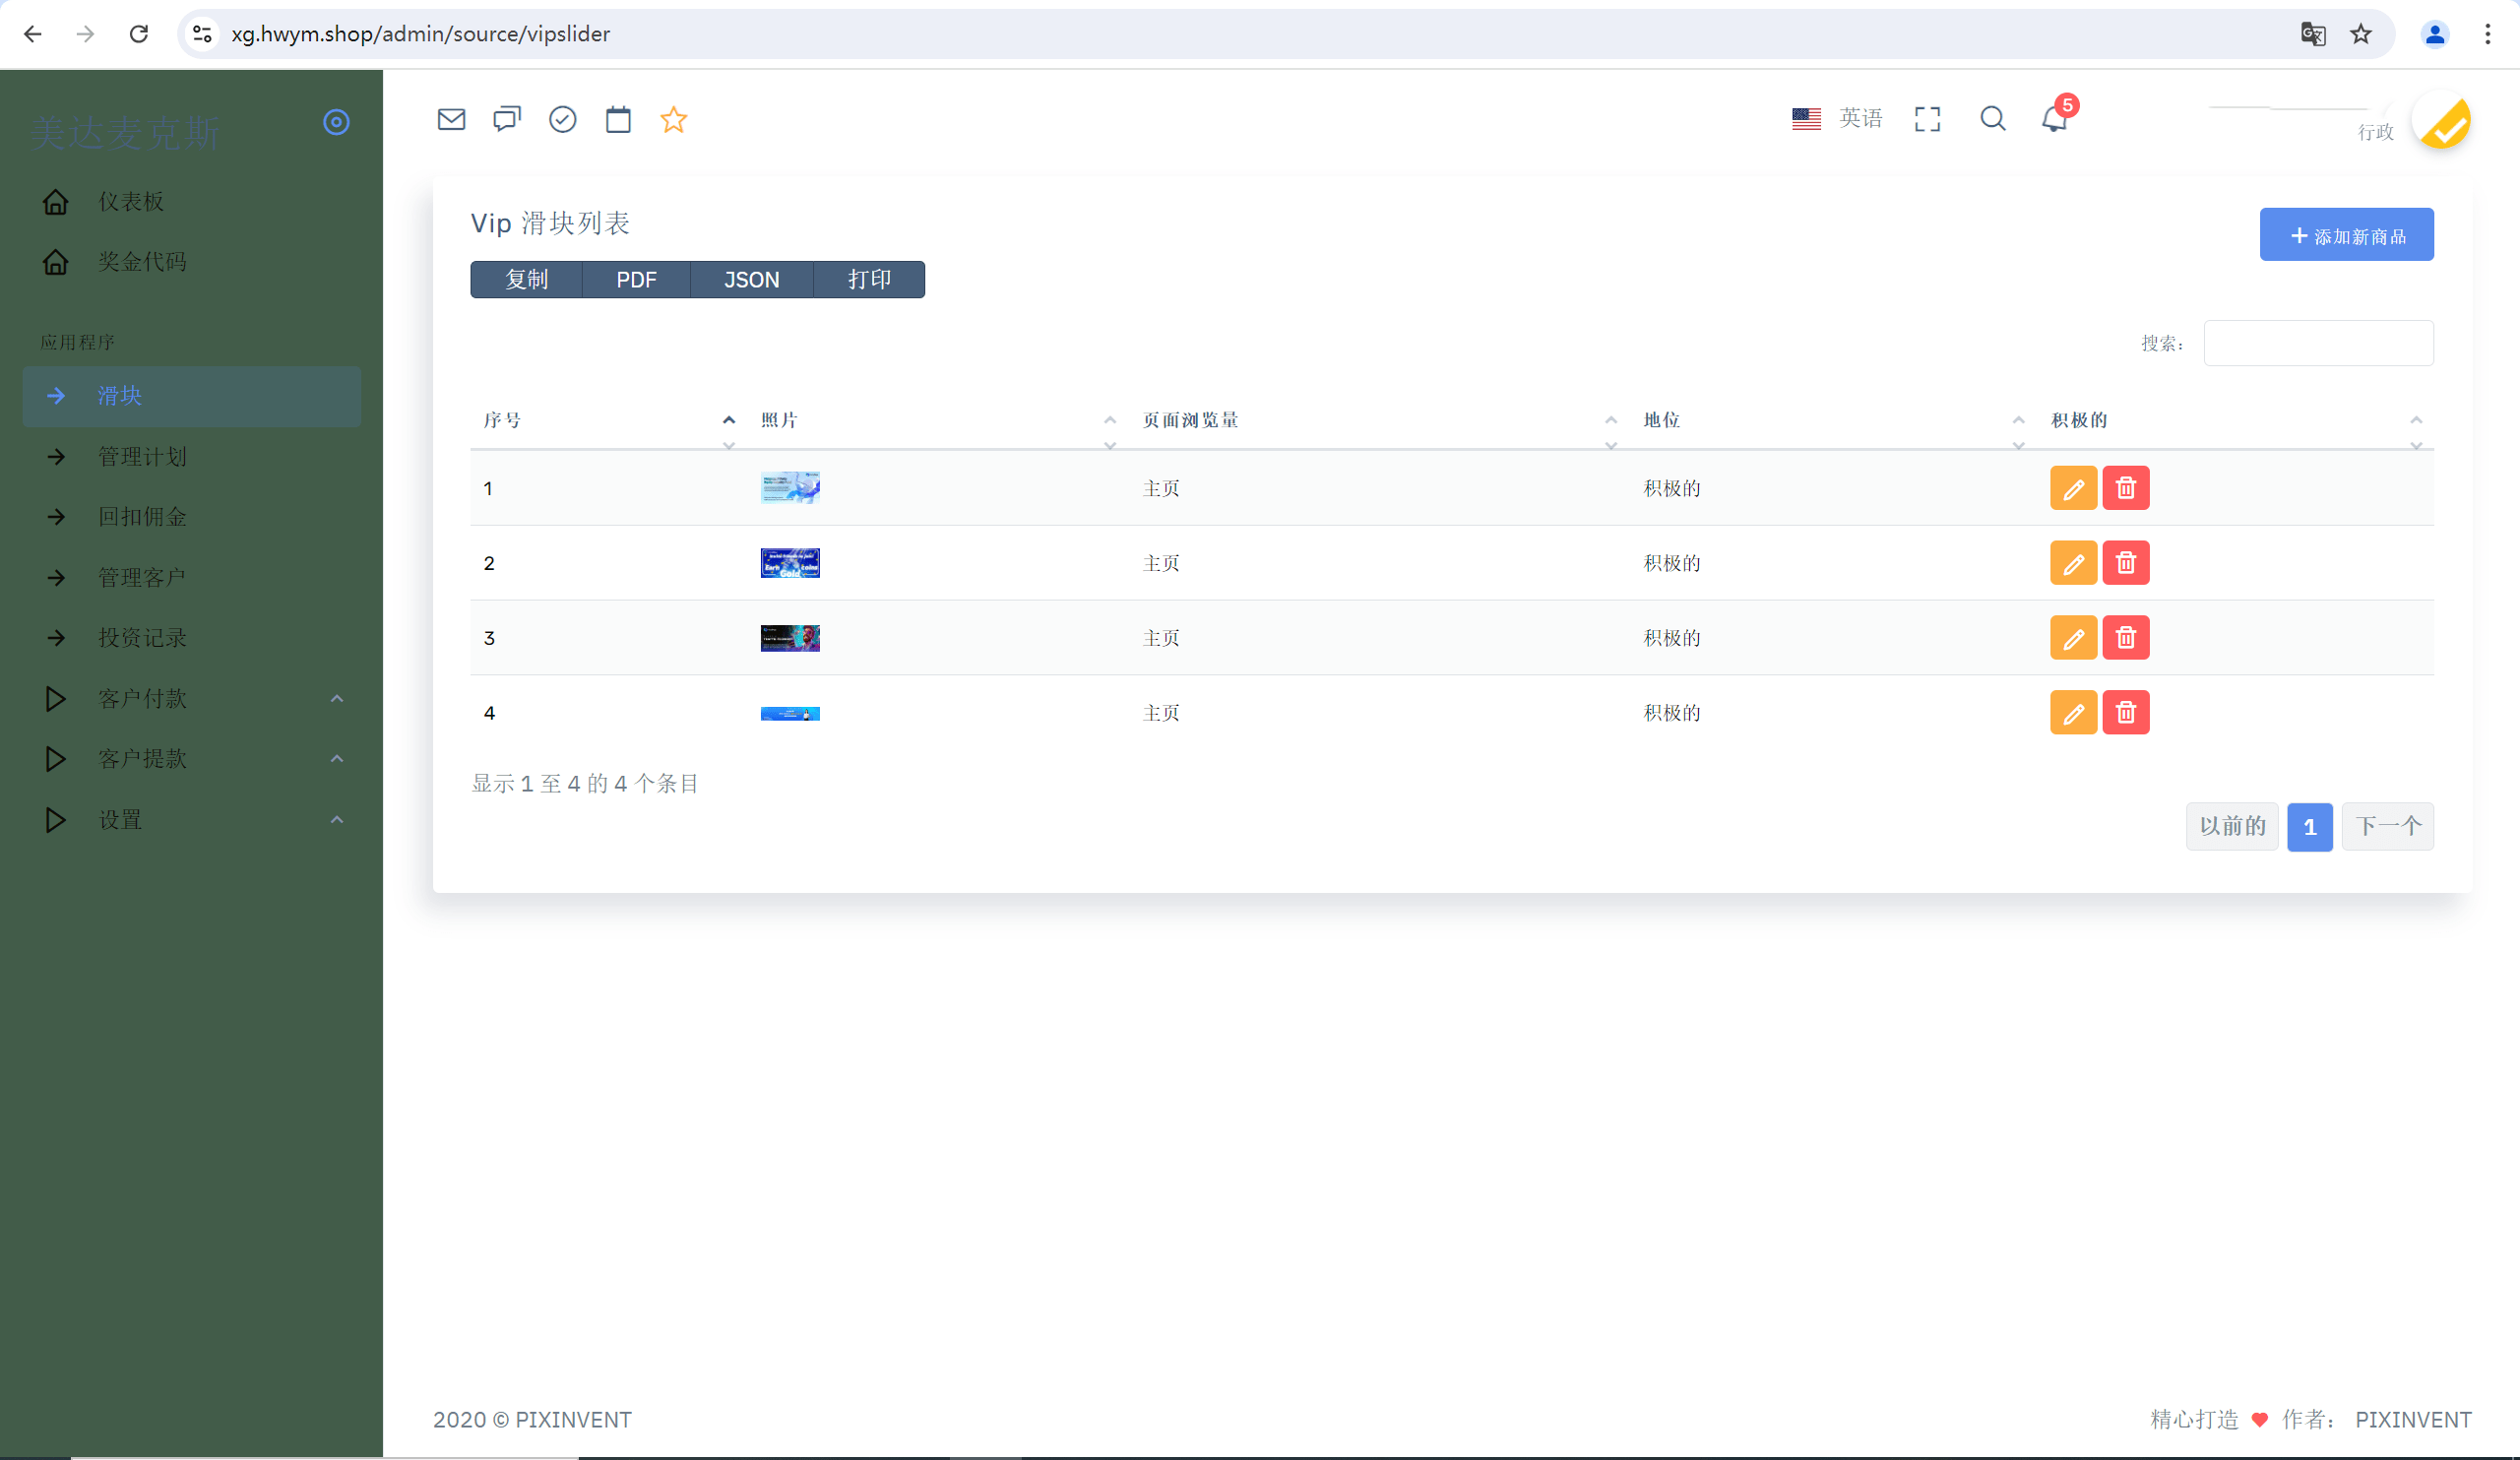 xg.hwym.shop/admin/source/vipslider
美达麦克斯
仪表板
奖金代码
应用程序
滑块
管理计划
回扣佣金
管理客户
投资记录
客户付款
客户提款
设置
英语
5
行政
Vip 滑块列表
添加新商品
复制 PDF JSON 打印
搜索：
序号 照片 页面浏览量 地位 积极的
1 主页 积极的
2 主页 积极的
3 主页 积极的
4 主页 积极的
显示 1 至 4 的 4 个条目
以前的 1 下一个
2020 © PIXINVENT
精心打造 作者： PIXINVENT